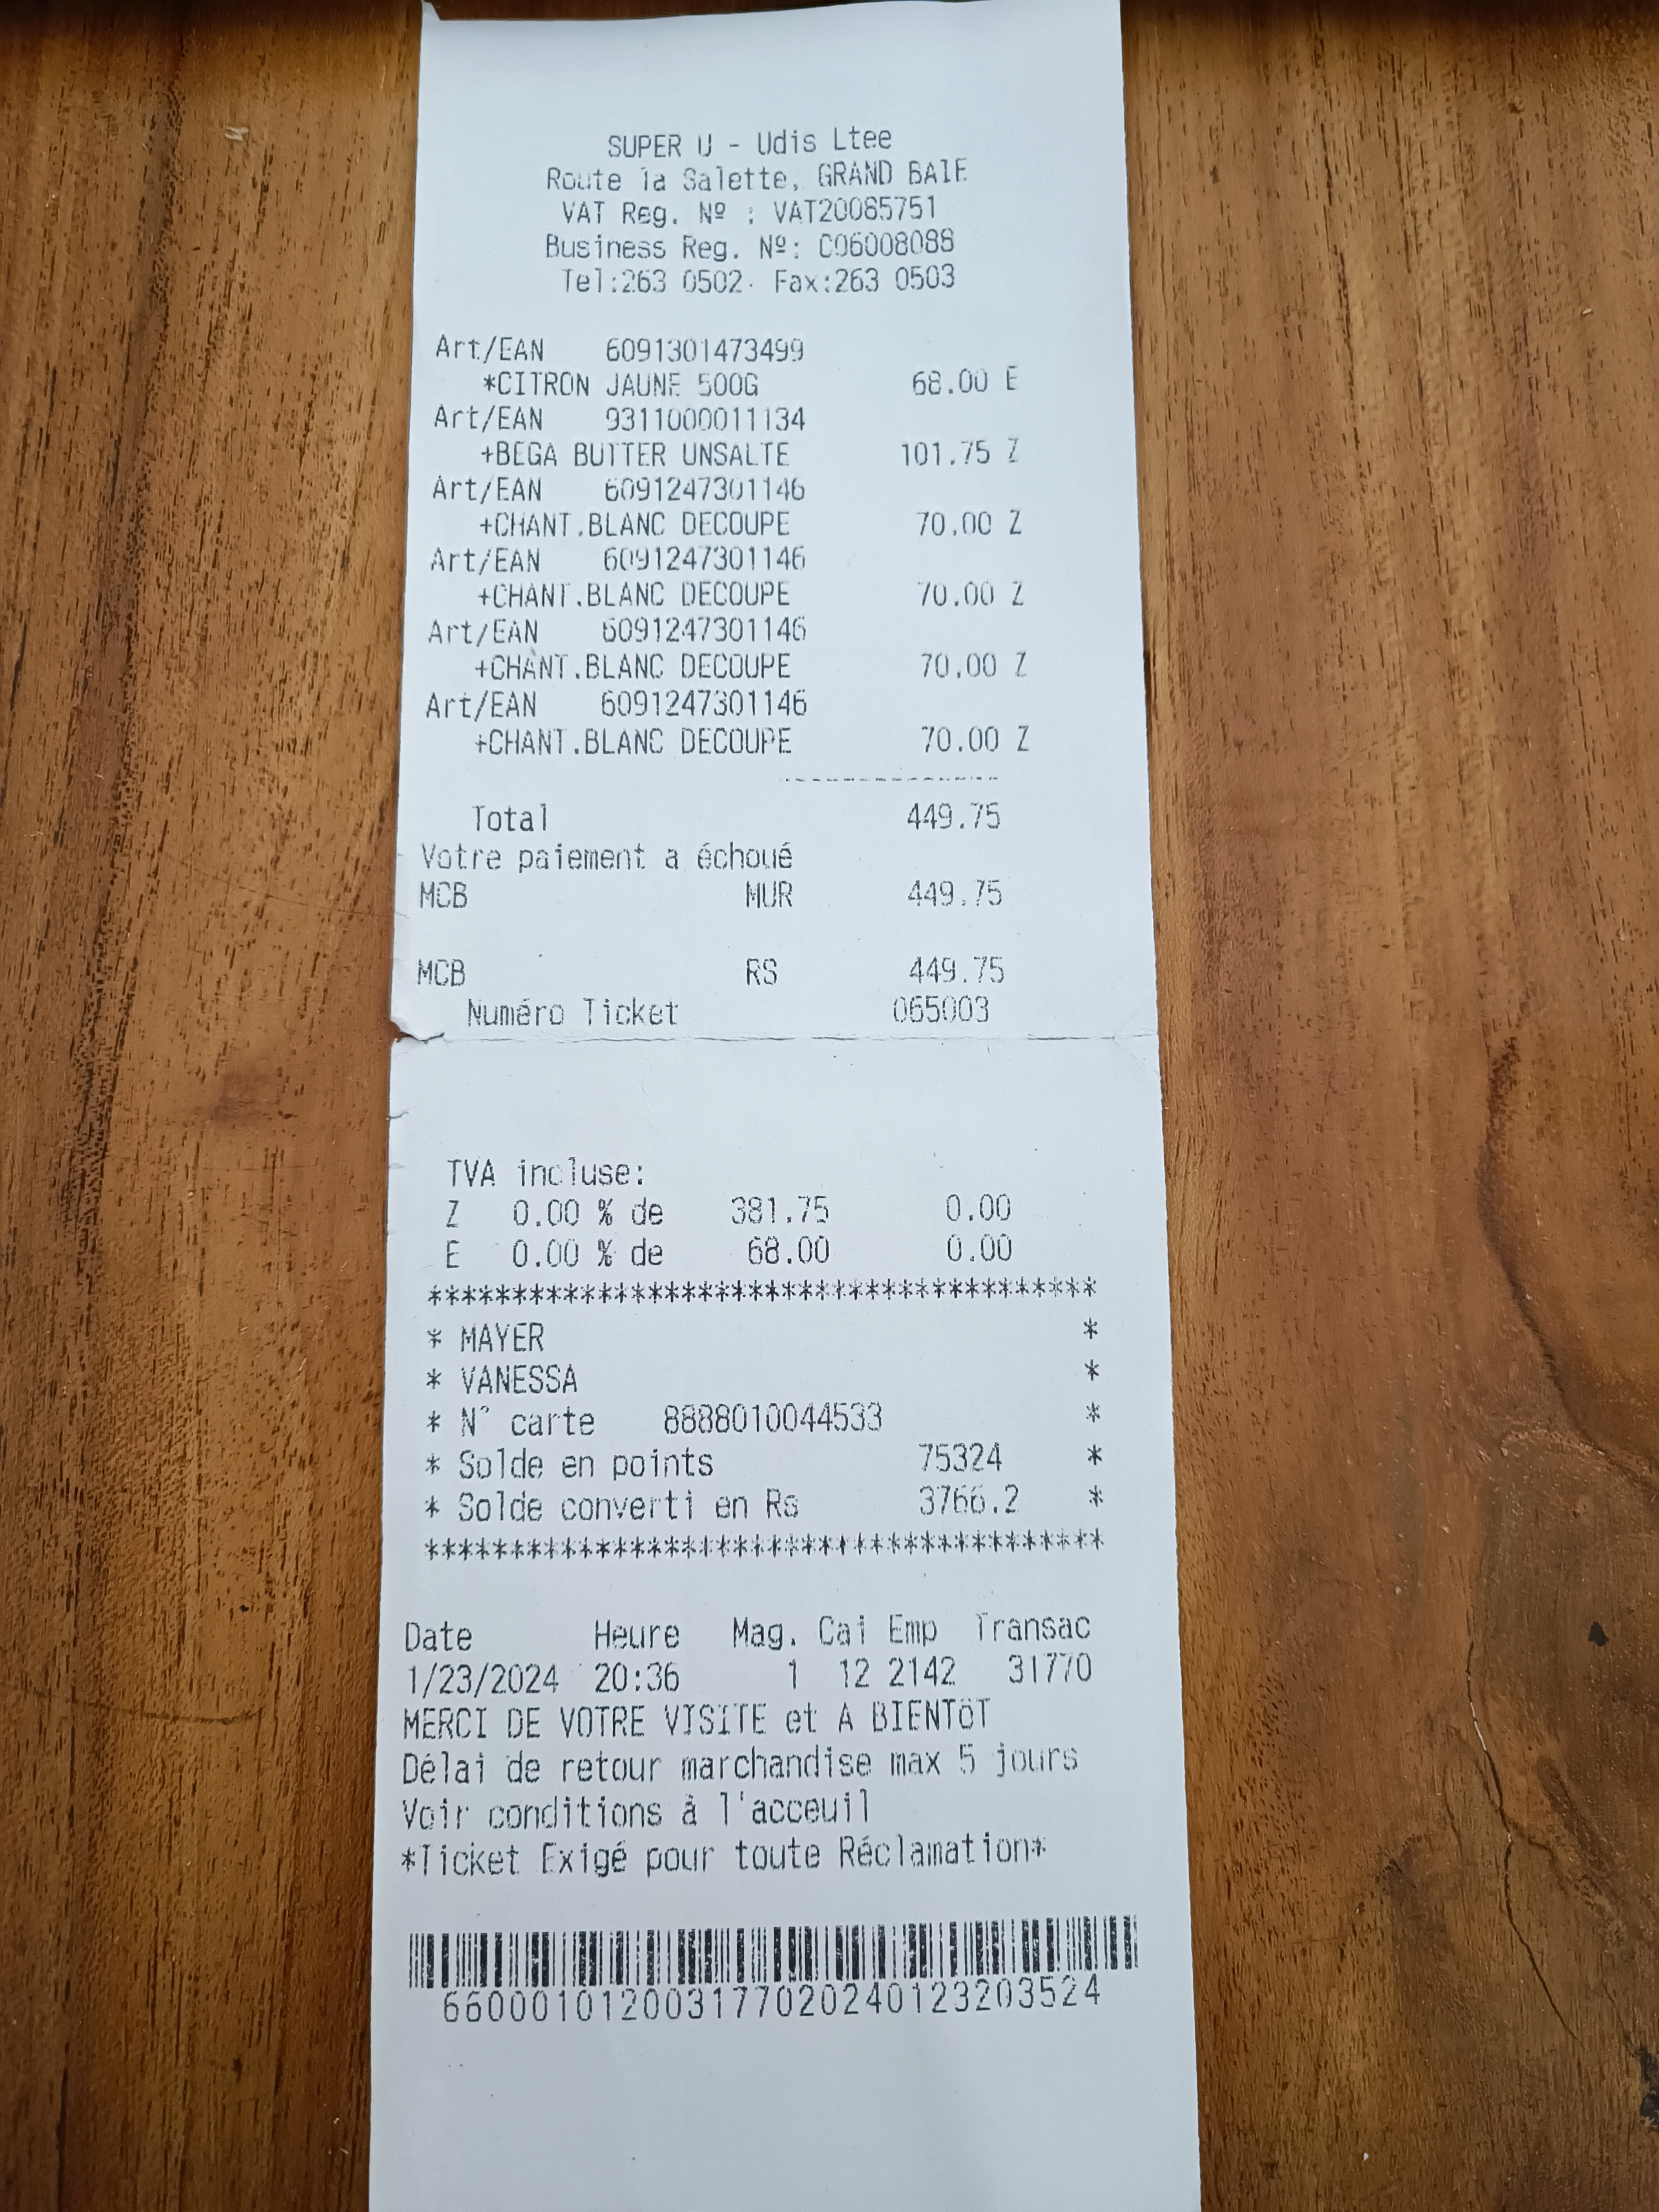 SUPER U - Udis Ltee
Route la Salette, GRAND BAIE
VAT Reg. Nº : VAT20085751
Business Reg. Nº: C06008088
Tel:263 0502 Fax:263 0503
Art/EAN 6091301473499
*CITRON JAUNE 500G 68.00 E
Art/EAN 9311000011134
+BEGA BUTTER UNSALTE 101.75 Z
Art/EAN 6091247301146
+CHANT.BLANC DECOUPE 70.00 Z
Art/EAN 6091247301146
+CHANT.BLANC DECOUPE 70.00 Z
Art/EAN 6091247301146
+CHANT.BLANC DECOUPE 70.00 Z
Art/EAN 6091247301146
+CHANT.BLANC DECOUPE 70.00 Z
------------
Total 449.75
Votre paiement a échoué
MCB MUR 449.75
MCB RS 449.75
Numéro Ticket 065003
TVA incluse:
Z 0.00 % de 381.75 0.00
E 0.00 % de 68.00 0.00
****************************************
* MAYER *
* VANESSA *
* N° carte 8888010044533 *
* Solde en points 75324 *
* Solde converti en Rs 3766.2 *
****************************************
Date Heure Mag. Cai Emp Transac
1/23/2024 20:36 1 12 2142 31770
MERCI DE VOTRE VISITE et A BIENTôT
Délai de retour marchandise max 5 jours
Voir conditions à l'acceuil
*Ticket Exigé pour toute Réclamation*
660001012003177020240123203524